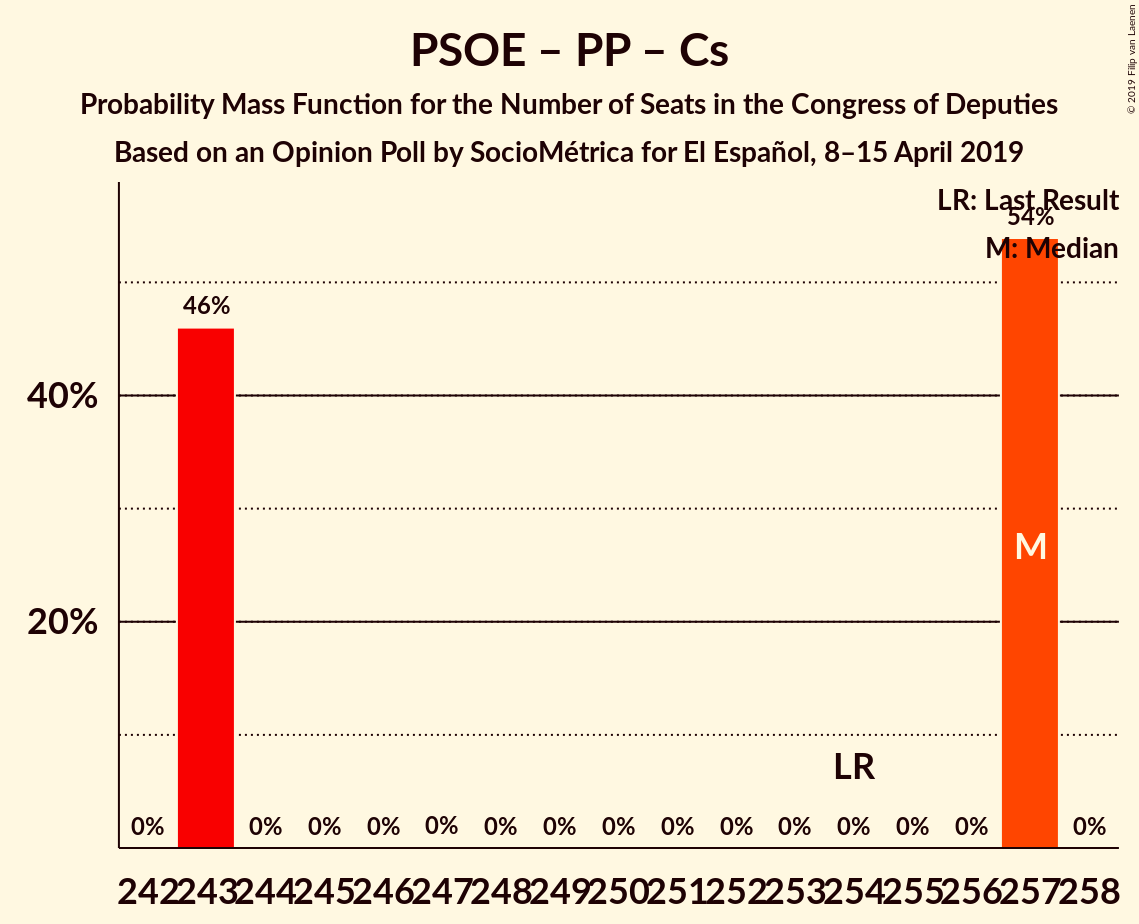 PSOE – PP – Cs
Probability Mass Function for the Number of Seats in the Congress of Deputies
Based on an Opinion Poll by SocioMétrica for El Español, 8–15 April 2019
© 2019 Filip van Laenen
LR: Last Result
54%
M: Median
46%
40%
M
20%
LR
0% 0% 0% 0% 0% 0% 0% 0% 0% 0% 0% 0% 0% 0% 0%
242 243 244 245 246 247 248 249 250 251 252 253 254 255 256 257 258